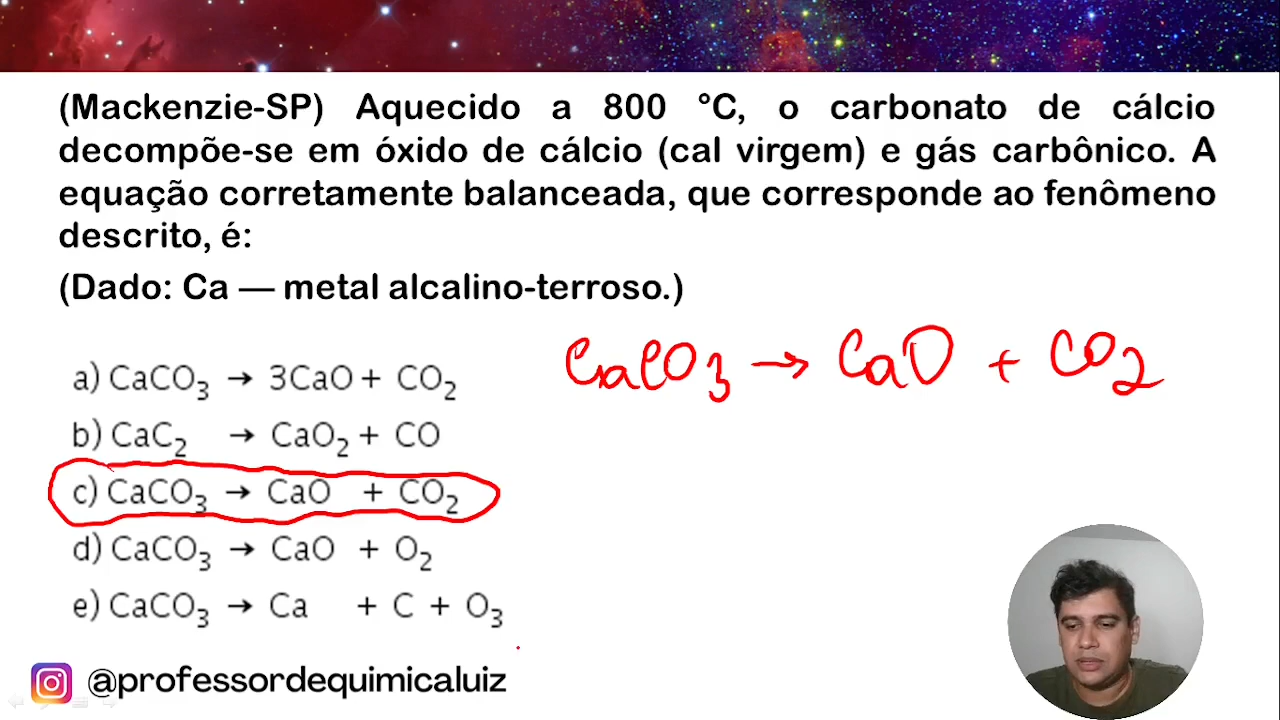 (Mackenzie-SP) Aquecido a 800 °C, o carbonato de cálcio
decompõe-se em óxido de cálcio (cal virgem) e gás carbônico. A
equação corretamente balanceada, que corresponde ao fenômeno
descrito, é:
(Dado: Ca — metal alcalino-terroso.)
CaCO₃ → CaO + CO₂
a) CaCO₃ → 3CaO + CO₂
b) CaC₂ → CaO₂ + CO
c) CaCO₃ → CaO + CO₂
d) CaCO₃ → CaO + O₂
e) CaCO₃ → Ca + C + O₃
@professordequimicaluiz